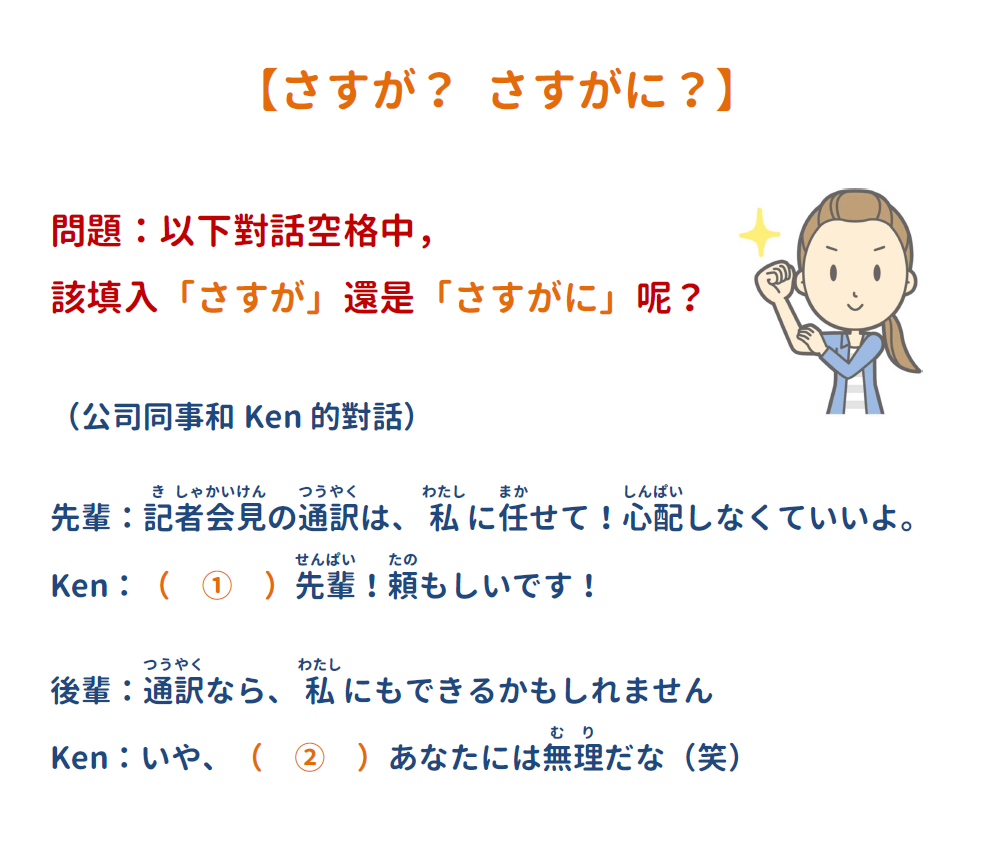 【さすが？ さすがに？】
問題：以下對話空格中，
該填入「さすが」還是「さすがに」呢？
（公司同事和 Ken 的對話）
き しゃかいけん つうやく わたし まか しんぱい
先輩：記者会見の通訳は、私に任せて！心配しなくていいよ。
せんぱい たの
Ken：（ ① ）先輩！頼もしいです！
つうやく わたし
後輩：通訳なら、私にもできるかもしれません
む り
Ken：いや、（ ② ）あなたには無理だな（笑）